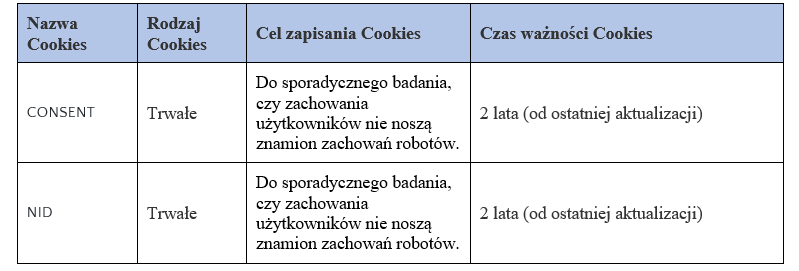 Nazwa Cookies
Rodzaj Cookies
Cel zapisania Cookies
Czas ważności Cookies
CONSENT
Trwałe
Do sporadycznego badania,
czy zachowania
użytkowników nie noszą
znamion zachowań robotów.
2 lata (od ostatniej aktualizacji)
NID
Trwałe
Do sporadycznego badania,
czy zachowania
użytkowników nie noszą
znamion zachowań robotów.
2 lata (od ostatniej aktualizacji)